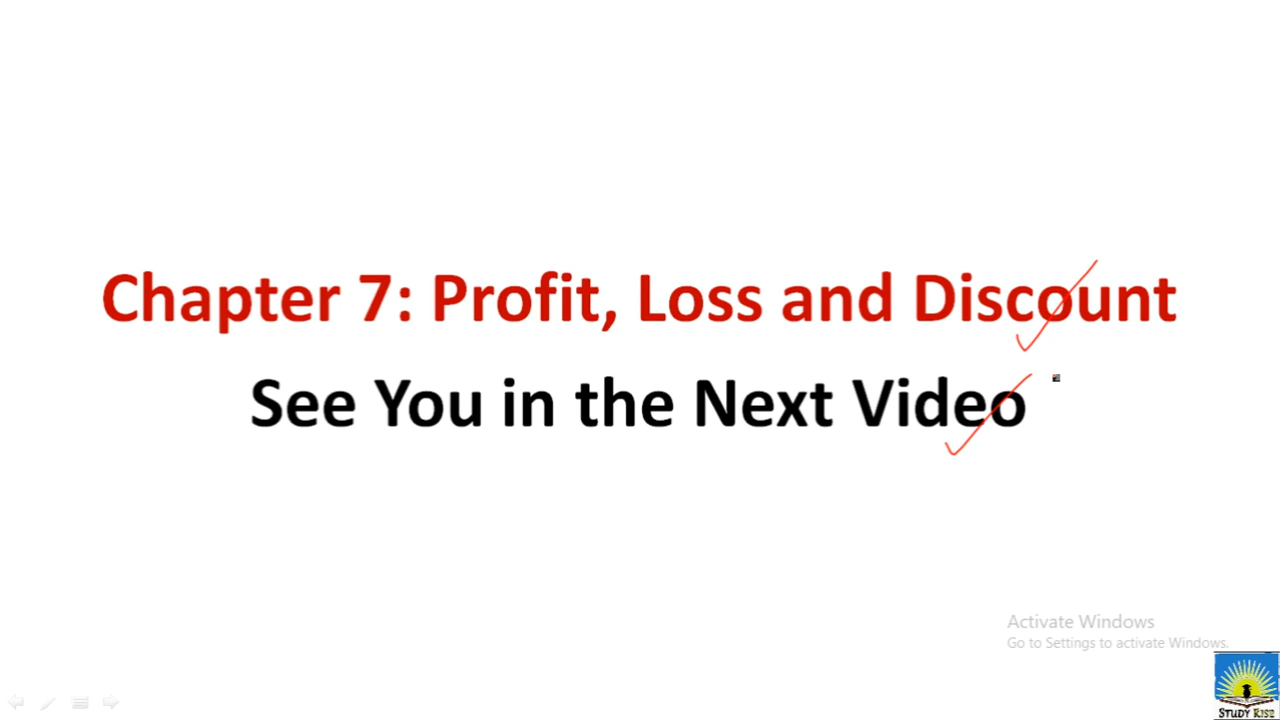 Chapter 7: Profit, Loss and Discount
See You in the Next Video
Activate Windows
Go to Settings to activate Windows.
STUDY RISE